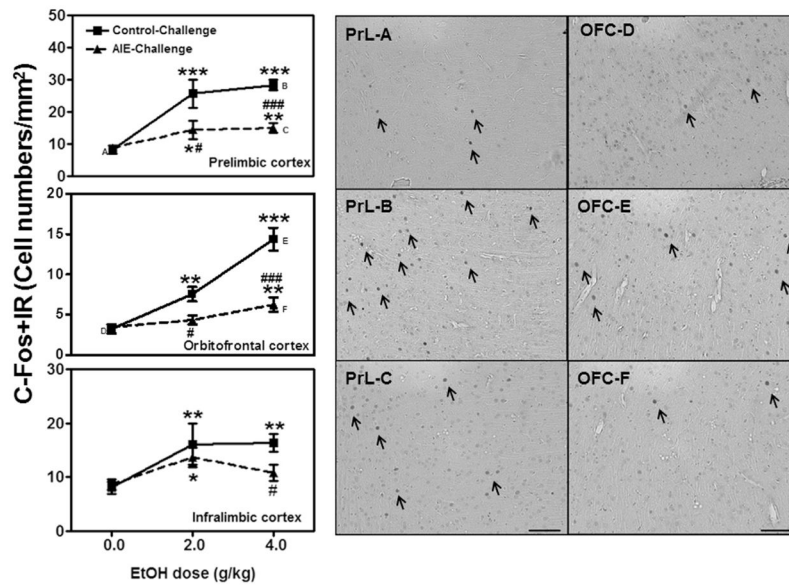 C-Fos+IR (Cell numbers/mm²)
Control-Challenge
AIE-Challenge
50
40
30
20
10
0
***
***
B
###
**
C
A
*#
Prelimbic cortex
20
15
10
5
0
***
E
**
###
**
F
D
#
Orbitofrontal cortex
30
20
10
0
**
**
*
#
Infralimbic cortex
0.0 2.0 4.0
EtOH dose (g/kg)
PrL-A
OFC-D
PrL-B
OFC-E
PrL-C
OFC-F